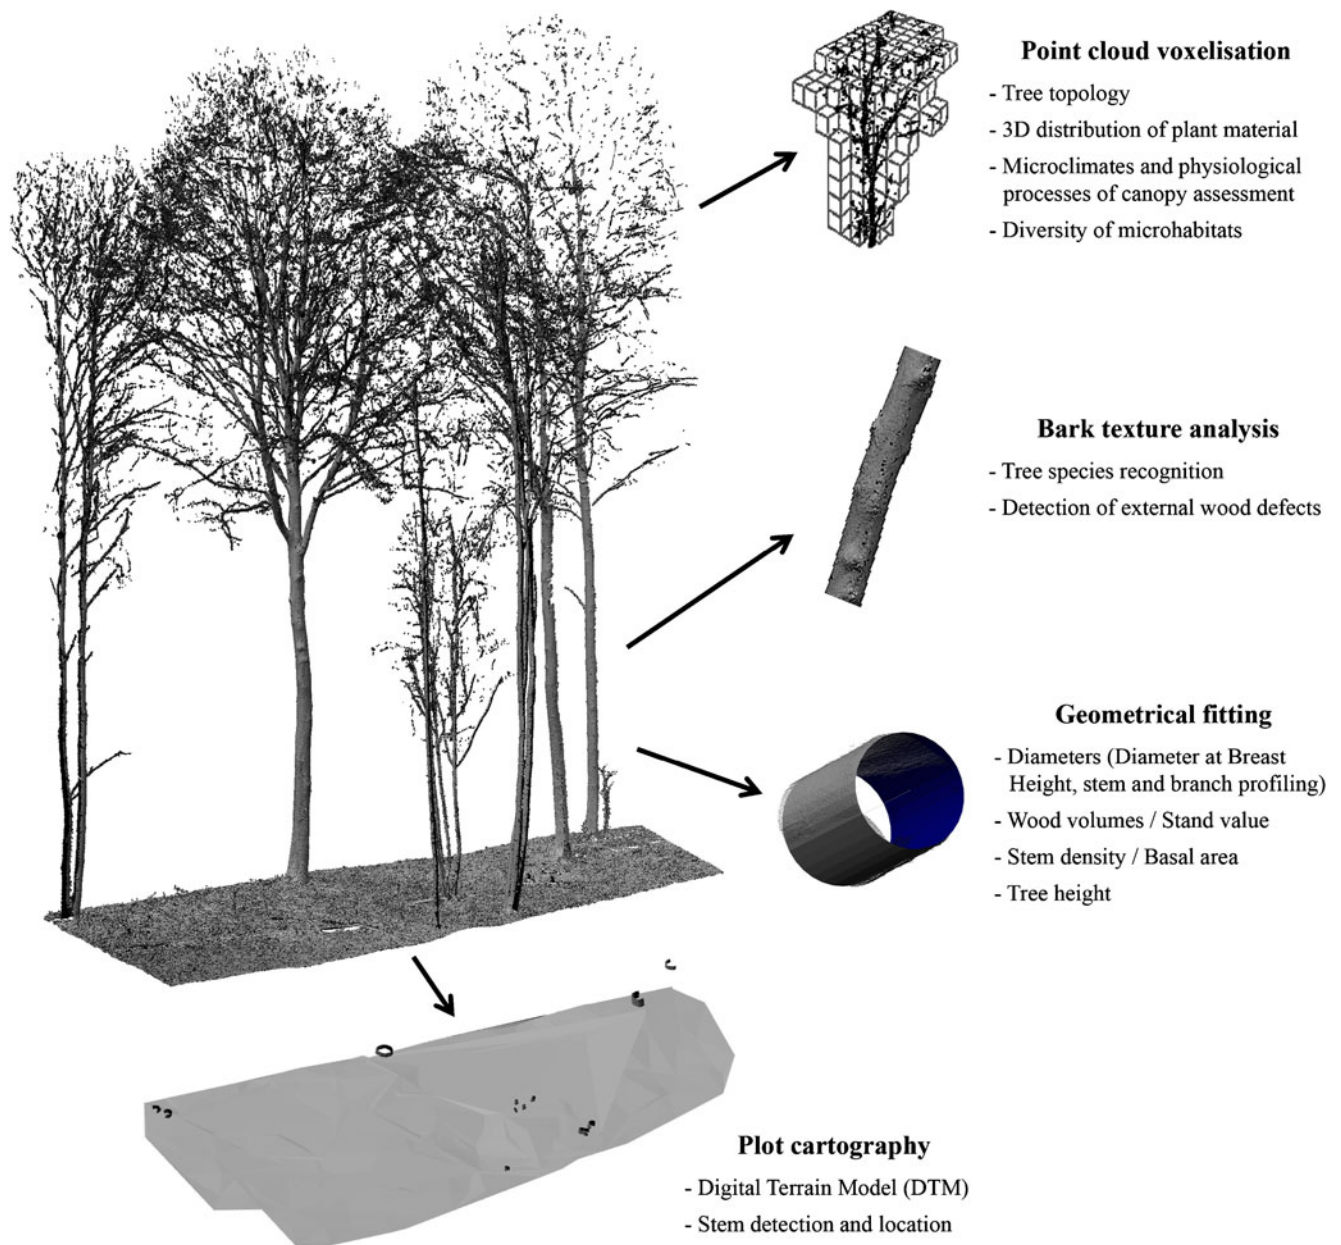 Point cloud voxelisation
- Tree topology
- 3D distribution of plant material
- Microclimates and physiological
processes of canopy assessment
- Diversity of microhabitats
Bark texture analysis
- Tree species recognition
- Detection of external wood defects
Geometrical fitting
- Diameters (Diameter at Breast
Height, stem and branch profiling)
- Wood volumes / Stand value
- Stem density / Basal area
- Tree height
Plot cartography
- Digital Terrain Model (DTM)
- Stem detection and location